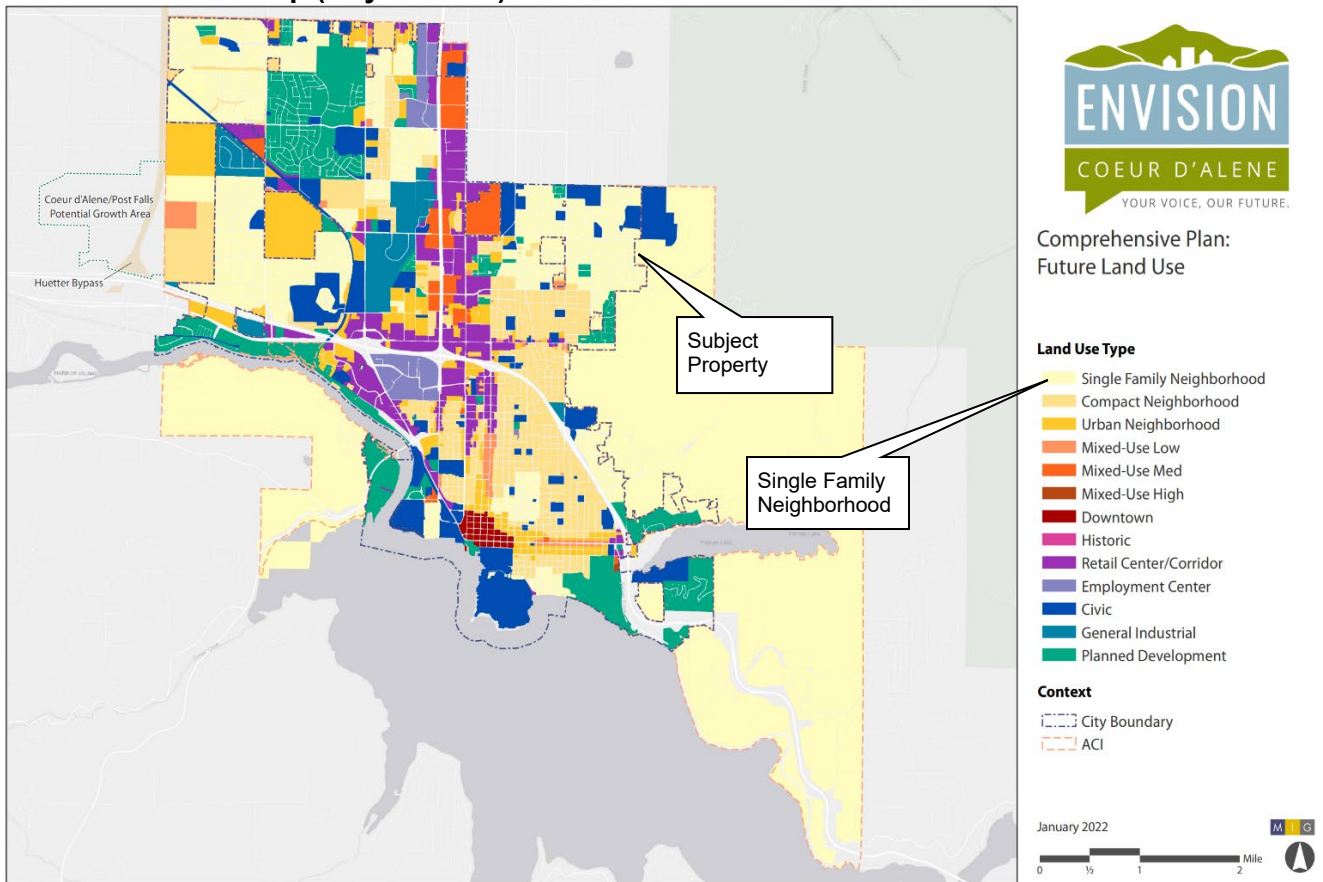 ENVISION
COEUR D'ALENE
YOUR VOICE, OUR FUTURE.
Comprehensive Plan:
Future Land Use
Coeur d'Alene/Post Falls
Potential Growth Area
Huetter Bypass
HARBOR ISLAND
Subject
Property
Single Family
Neighborhood
Land Use Type
Single Family Neighborhood
Compact Neighborhood
Urban Neighborhood
Mixed-Use Low
Mixed-Use Med
Mixed-Use High
Downtown
Historic
Retail Center/Corridor
Employment Center
Civic
General Industrial
Planned Development
Context
City Boundary
ACI
January 2022
M I G
0 ½ 1 2 Mile